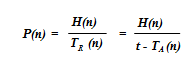 P(n) = H(n) / T_R (n) = H(n) / t - T_A (n)